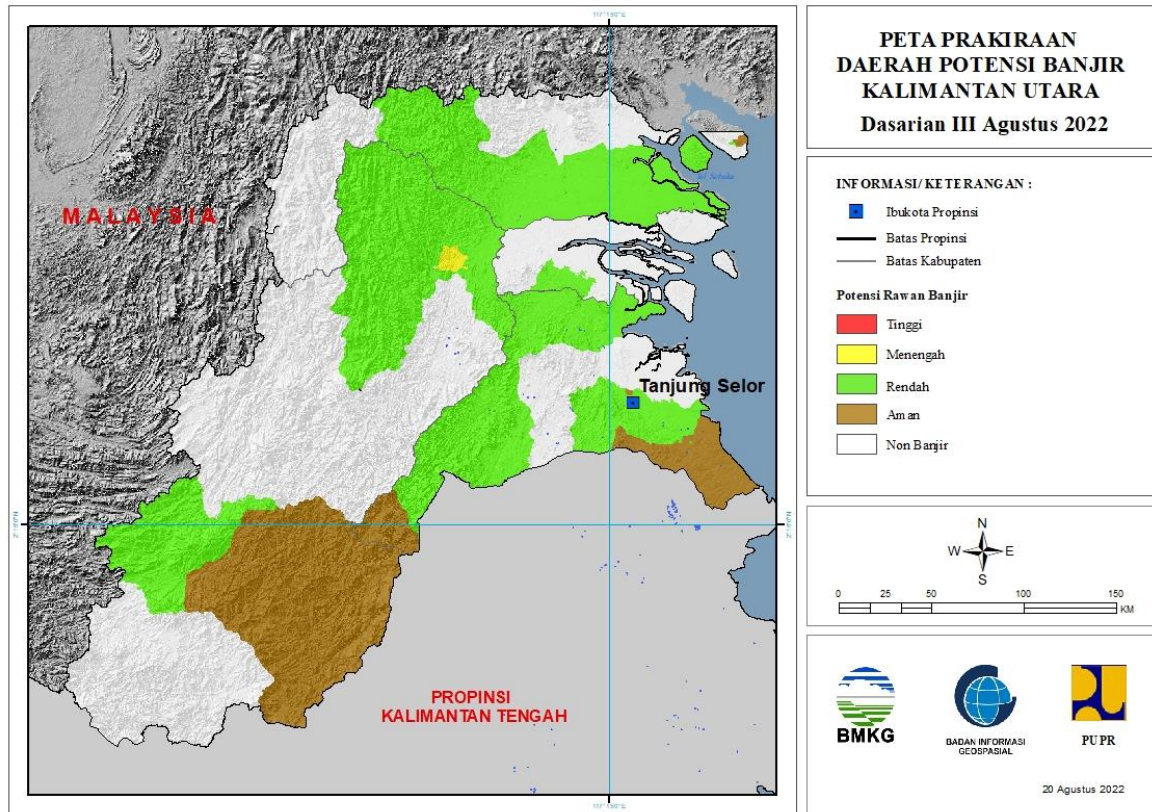 MALAYSIA
Sei Sebuku
Tanjung Selor
PROPINSI
KALIMANTAN TENGAH
PETA PRAKIRAAN
DAERAH POTENSI BANJIR
KALIMANTAN UTARA
Dasarian III Agustus 2022
INFORMASI/ KETERANGAN :
Ibukota Propinsi
Batas Propinsi
Batas Kabupaten
Potensi Rawan Banjir
Tinggi
Menengah
Rendah
Aman
Non Banjir
N
W E
S
0 25 50 100 150
KM
BMKG
BADAN INFORMASI
GEOSPASIAL
PUPR
20 Agustus 2022